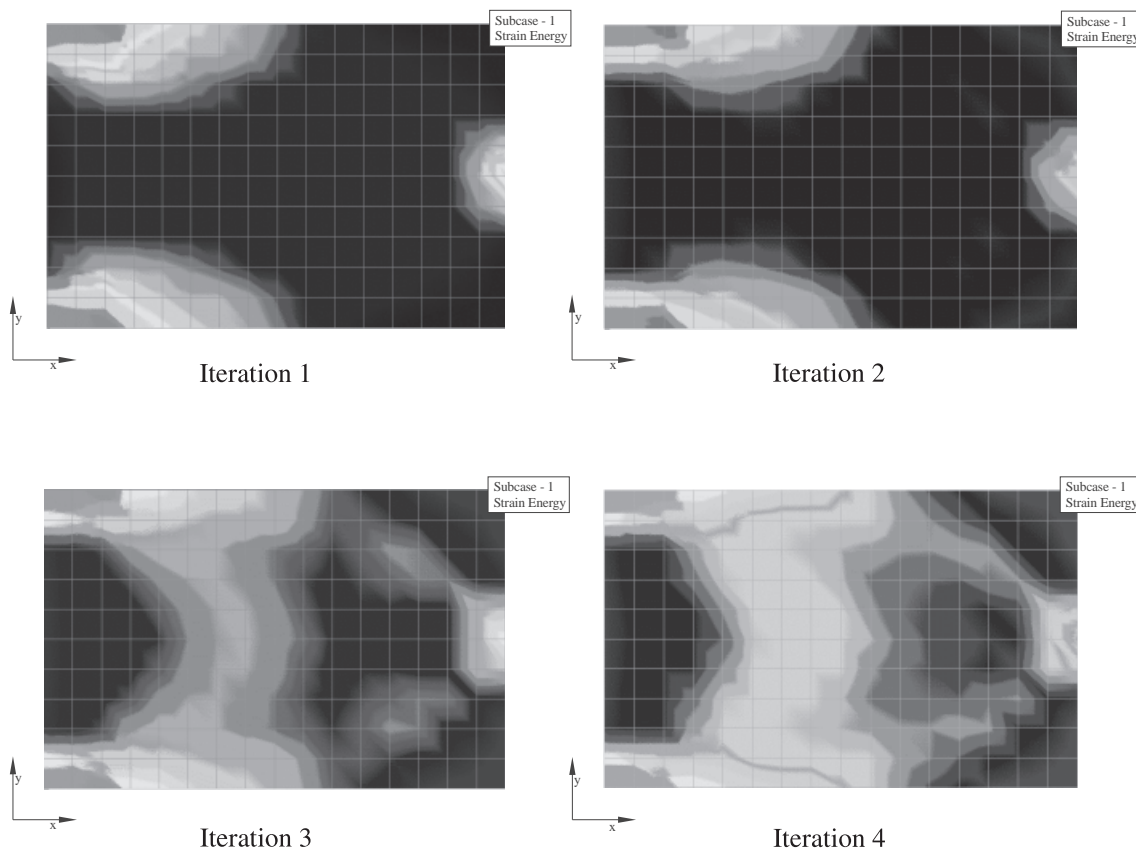 Subcase - 1
Strain Energy
Subcase - 1
Strain Energy
y
x
y
x
Iteration 1
Iteration 2
Subcase - 1
Strain Energy
Subcase - 1
Strain Energy
y
x
y
x
Iteration 3
Iteration 4